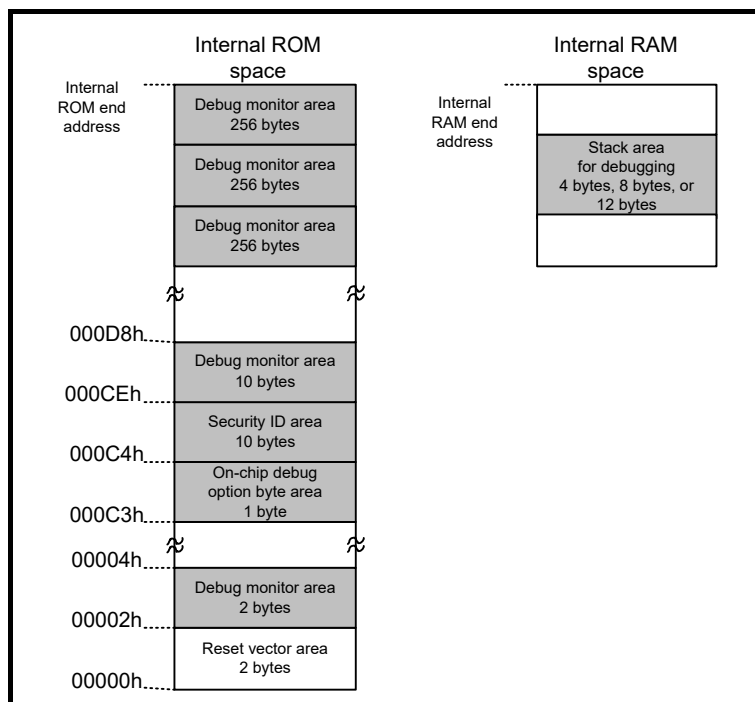 Internal ROM
space
Internal
ROM end
address
Debug monitor area
256 bytes
Debug monitor area
256 bytes
Debug monitor area
256 bytes
000D8h
Debug monitor area
10 bytes
000CEh
Security ID area
10 bytes
000C4h
On-chip debug
option byte area
1 byte
000C3h
00004h
Debug monitor area
2 bytes
00002h
Reset vector area
2 bytes
00000h
Internal RAM
space
Internal
RAM end
address
Stack area
for debugging
4 bytes, 8 bytes, or
12 bytes